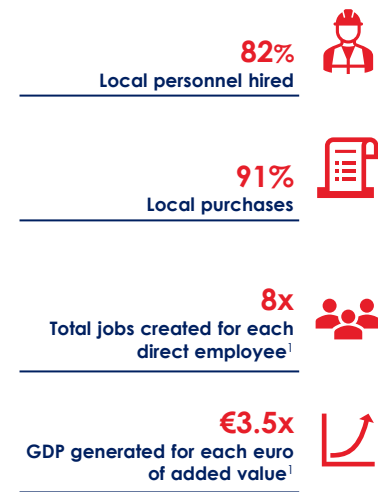 82%
Local personnel hired
91%
Local purchases
8x
Total jobs created for each
direct employee1
€3.5x
GDP generated for each euro
of added value1